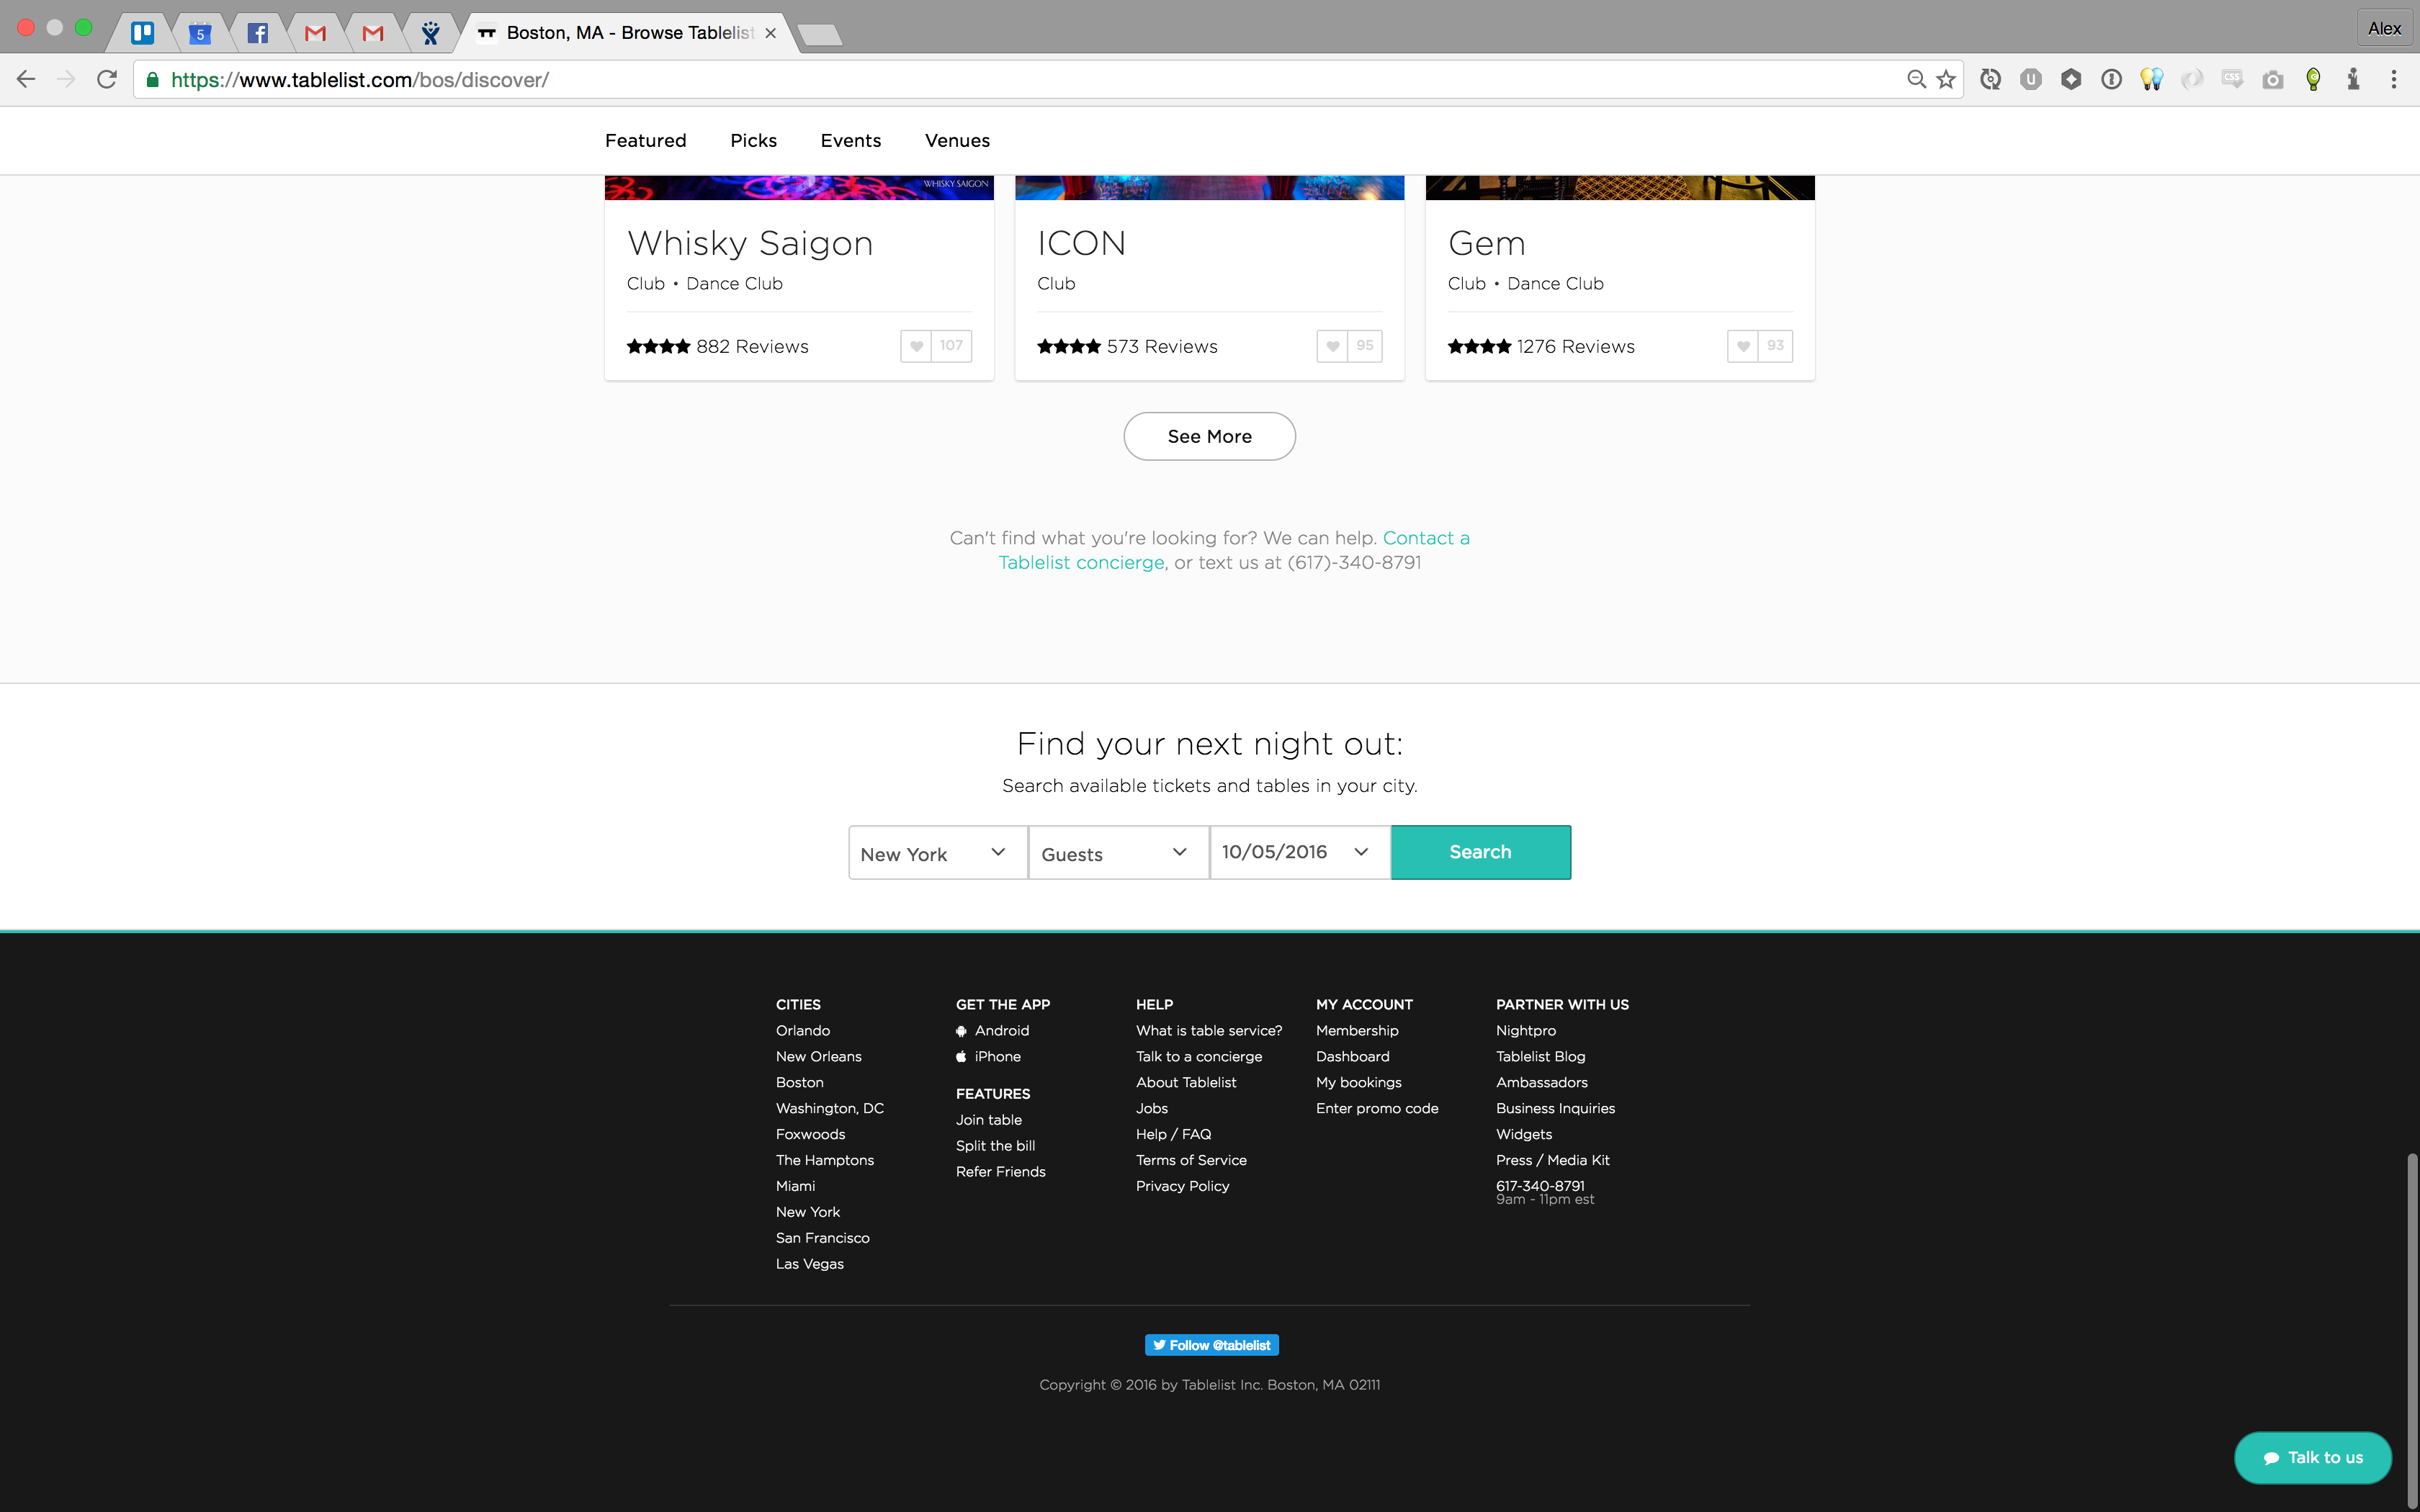 5
Boston, MA - Browse Tablelist
Alex
https://www.tablelist.com/bos/discover/
U
CSS
Featured Picks Events Venues
WHISKY SAIGON
Whisky Saigon
Club • Dance Club
882 Reviews 107
ICON
Club
573 Reviews 95
Gem
Club • Dance Club
1276 Reviews 93
See More
Can't find what you're looking for? We can help. Contact a
Tablelist concierge, or text us at (617)-340-8791
Find your next night out:
Search available tickets and tables in your city.
New York Guests 10/05/2016 Search
CITIES
Orlando
New Orleans
Boston
Washington, DC
Foxwoods
The Hamptons
Miami
New York
San Francisco
Las Vegas
GET THE APP
Android
iPhone
FEATURES
Join table
Split the bill
Refer Friends
HELP
What is table service?
Talk to a concierge
About Tablelist
Jobs
Help / FAQ
Terms of Service
Privacy Policy
MY ACCOUNT
Membership
Dashboard
My bookings
Enter promo code
PARTNER WITH US
Nightpro
Tablelist Blog
Ambassadors
Business Inquiries
Widgets
Press / Media Kit
617-340-8791
9am - 11pm est
Follow @tablelist
Copyright © 2016 by Tablelist Inc. Boston, MA 02111
Talk to us